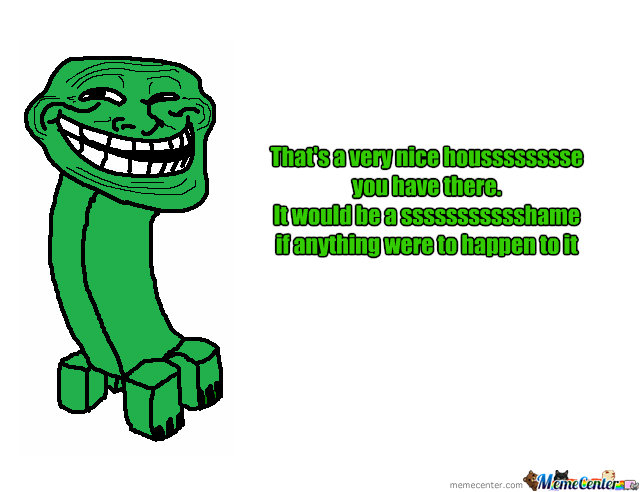 That's a very nice housssssssse
you have there.
It would be a ssssssssssshame
if anything were to happen to it
memecenter.com MemeCenter